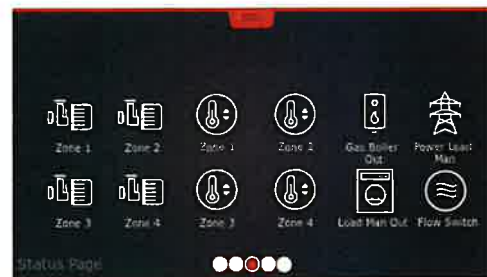 Zone 1 Zone 2 Zone 1 Zone 2 Gas Boiler Out Power Load Man
Zone 3 Zone 4 Zone 3 Zone 4 Load Man Out Flow Switch
Status Page